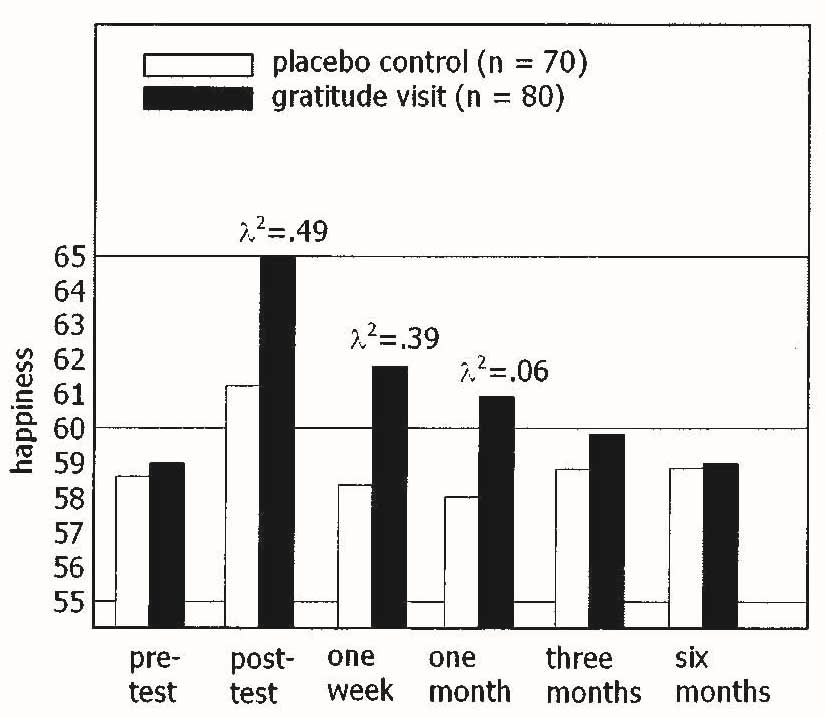 placebo control (n = 70)
gratitude visit (n = 80)
λ²=.49
65
64
λ²=.39
63
62
λ²=.06
61
60
59
58
57
56
55
happiness
pre-
test
post-
test
one
week
one
month
three
months
six
months